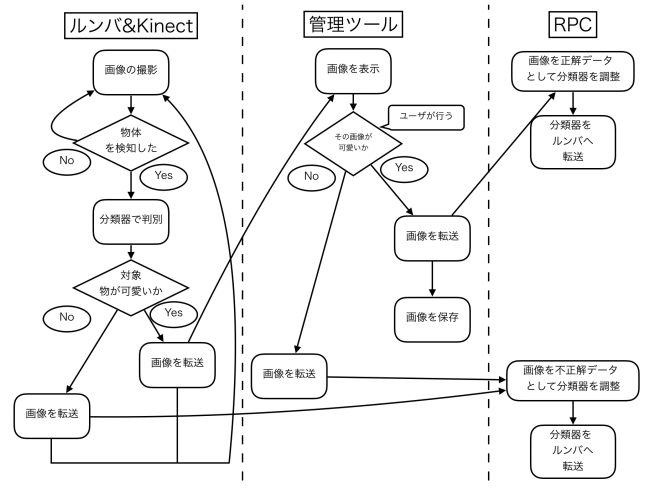 ルンバ&Kinect
画像の撮影
物体
を検知した
No
Yes
分類器で判別
対象
物が可愛いか
No
Yes
画像を転送
画像を転送
管理ツール
画像を表示
ユーザが行う
その画像が
可愛いか
No
Yes
画像を転送
画像を保存
画像を転送
RPC
画像を正解データ
として分類器を調整
分類器を
ルンバへ
転送
画像を不正解データ
として分類器を調整
分類器を
ルンバへ
転送